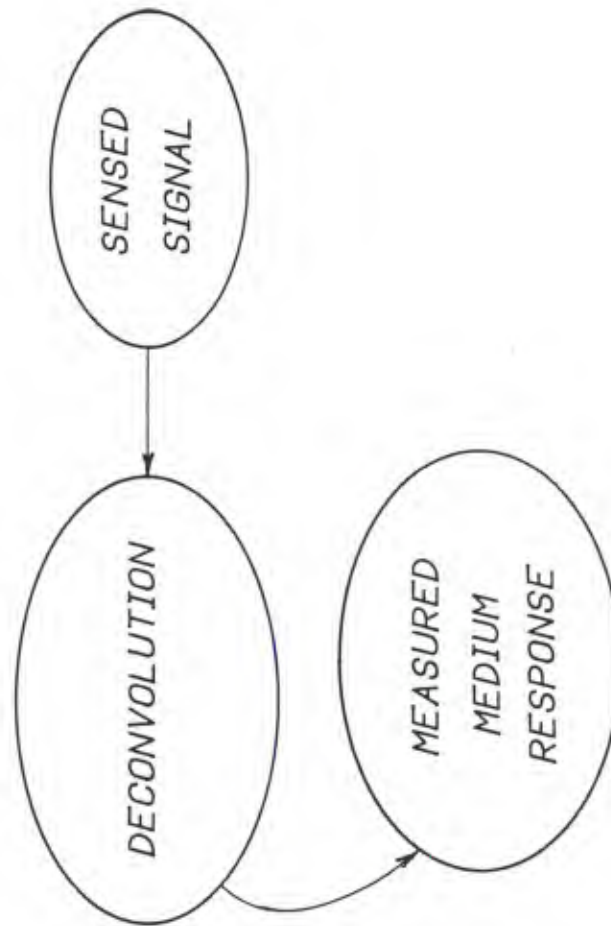 SENSED
SIGNAL
DECONVOLUTION
MEASURED
MEDIUM
RESPONSE